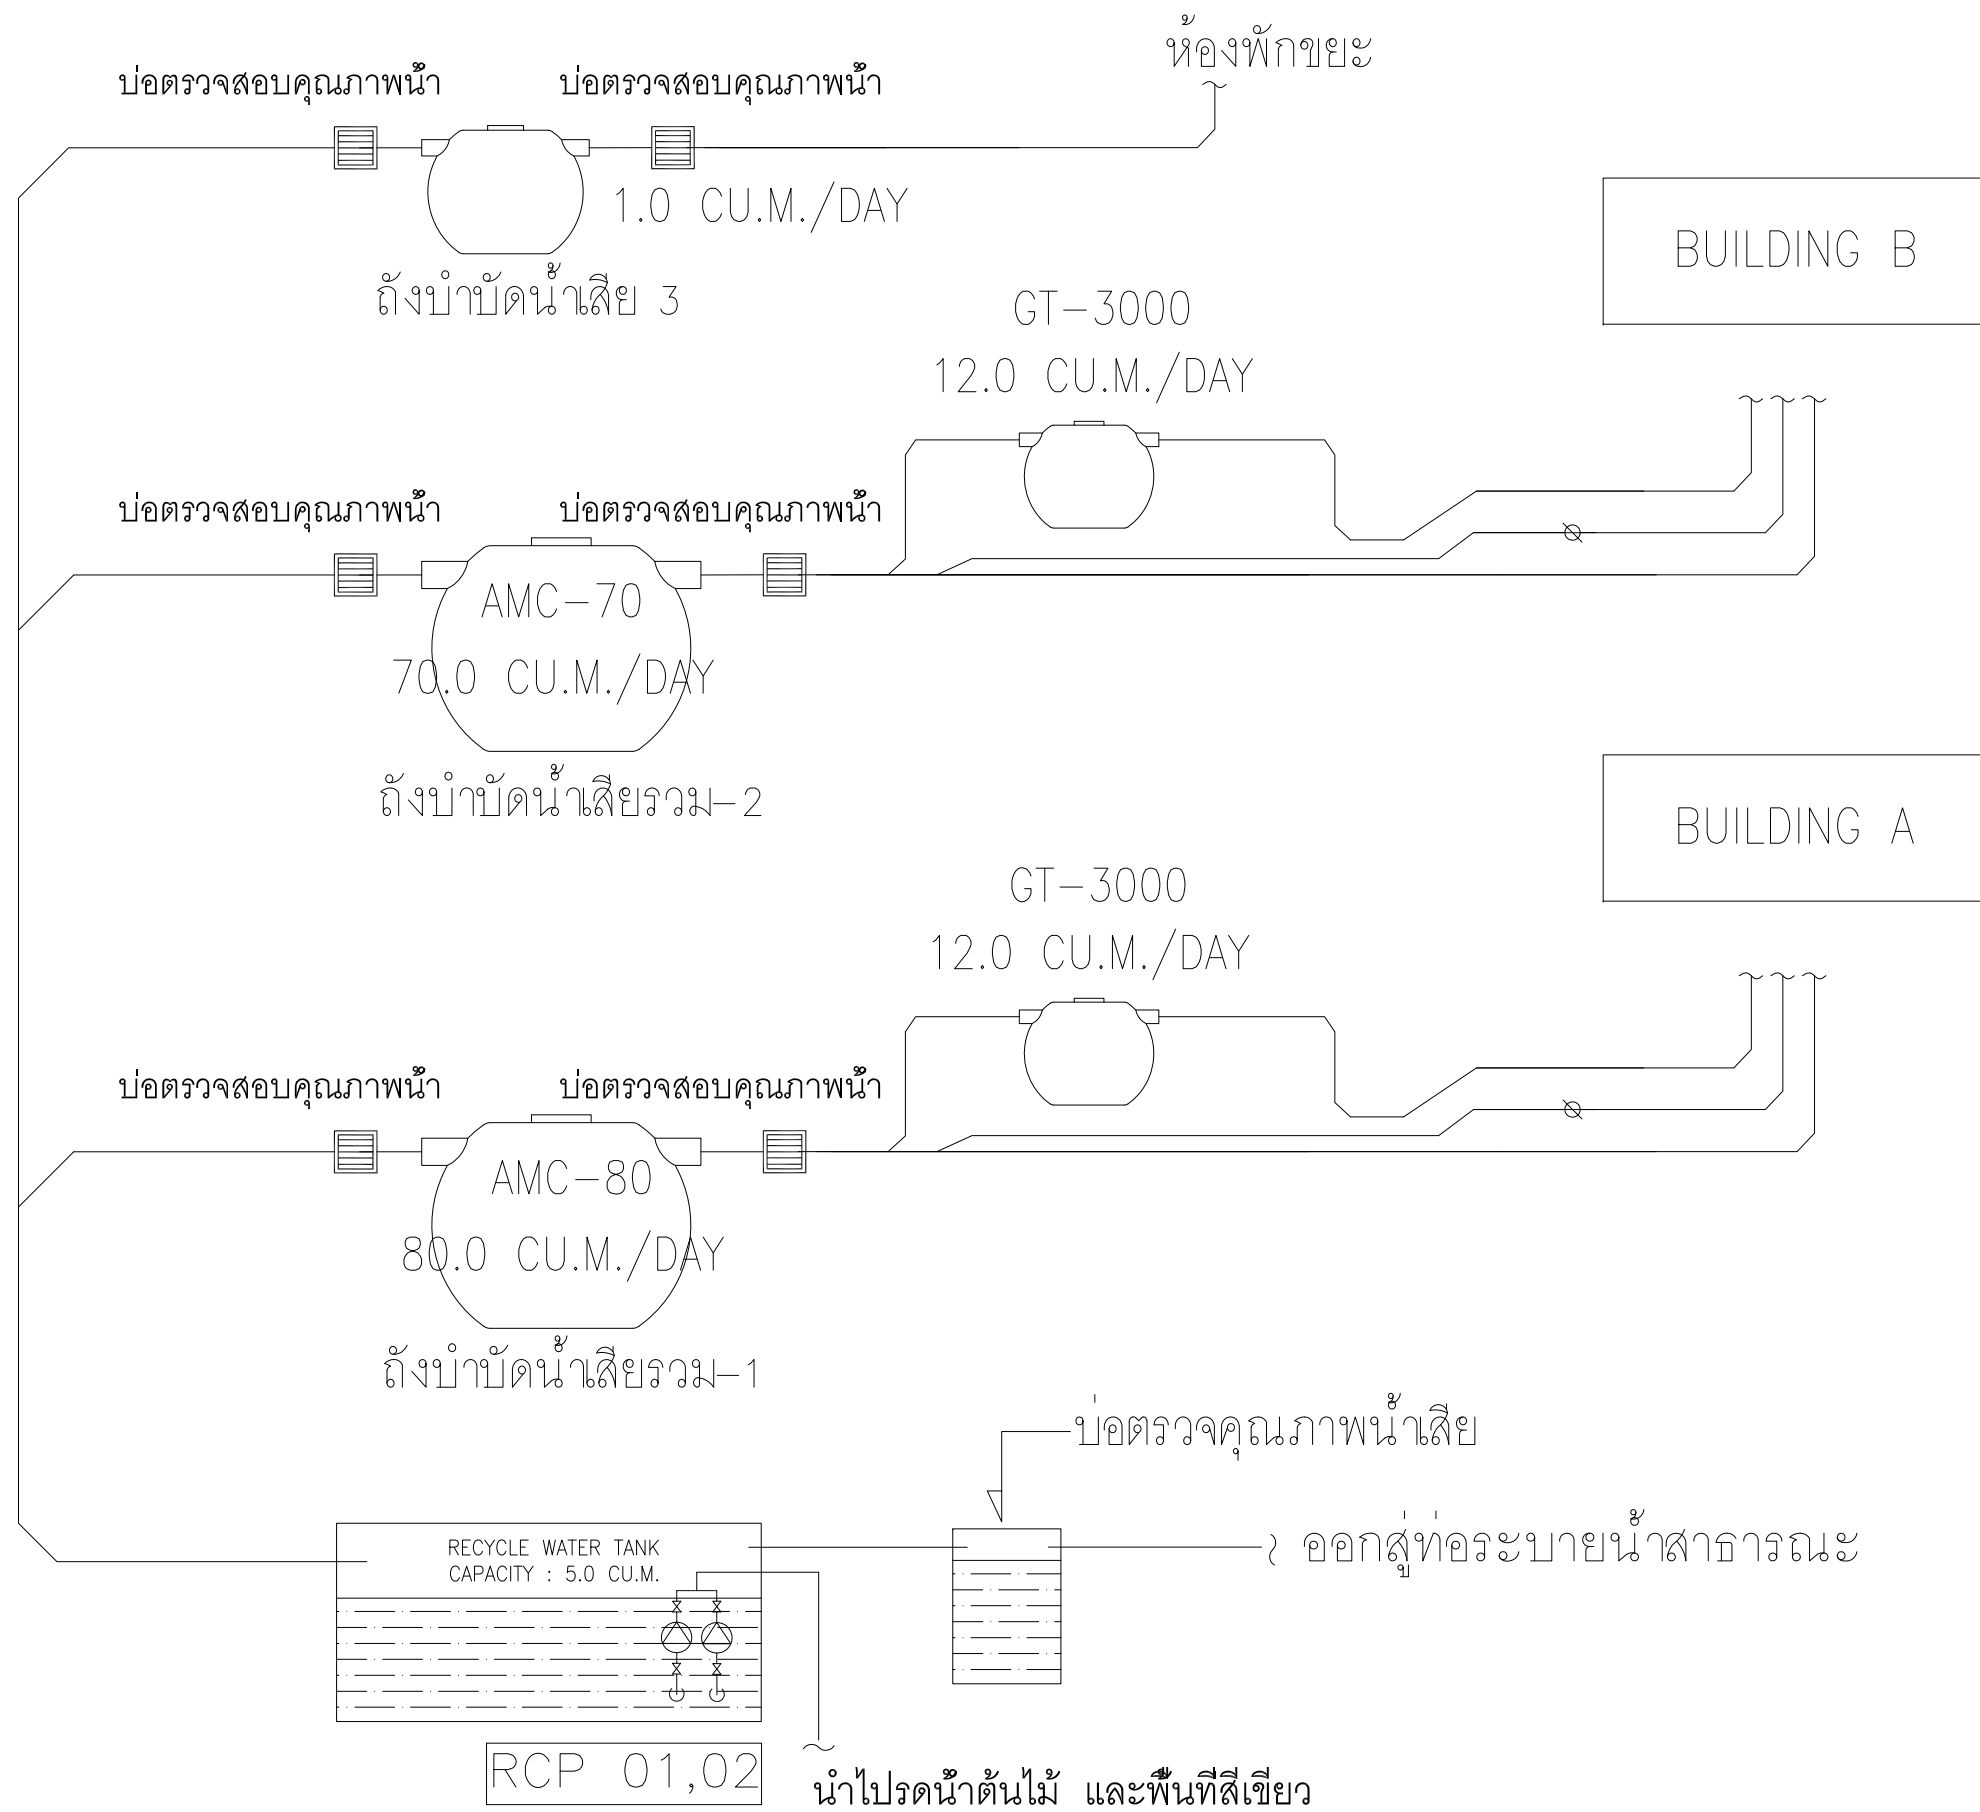 ห้องพักขยะ
บ่อตรวจสอบคุณภาพน้ำ
บ่อตรวจสอบคุณภาพน้ำ
1.0 CU.M./DAY
BUILDING B
ถังบำบัดน้ำเสีย 3
GT-3000
12.0 CU.M./DAY
บ่อตรวจสอบคุณภาพน้ำ
บ่อตรวจสอบคุณภาพน้ำ
AMC-70
70.0 CU.M./DAY
ถังบำบัดน้ำเสียรวม-2
BUILDING A
GT-3000
12.0 CU.M./DAY
บ่อตรวจสอบคุณภาพน้ำ
บ่อตรวจสอบคุณภาพน้ำ
AMC-80
80.0 CU.M./DAY
ถังบำบัดน้ำเสียรวม-1
บ่อตรวจคุณภาพน้ำเสีย
RECYCLE WATER TANK
CAPACITY : 5.0 CU.M.
ออกสู่ท่อระบายน้ำสาธารณะ
RCP 01,02
นำไปรดน้ำต้นไม้ และพื้นที่สีเขียว